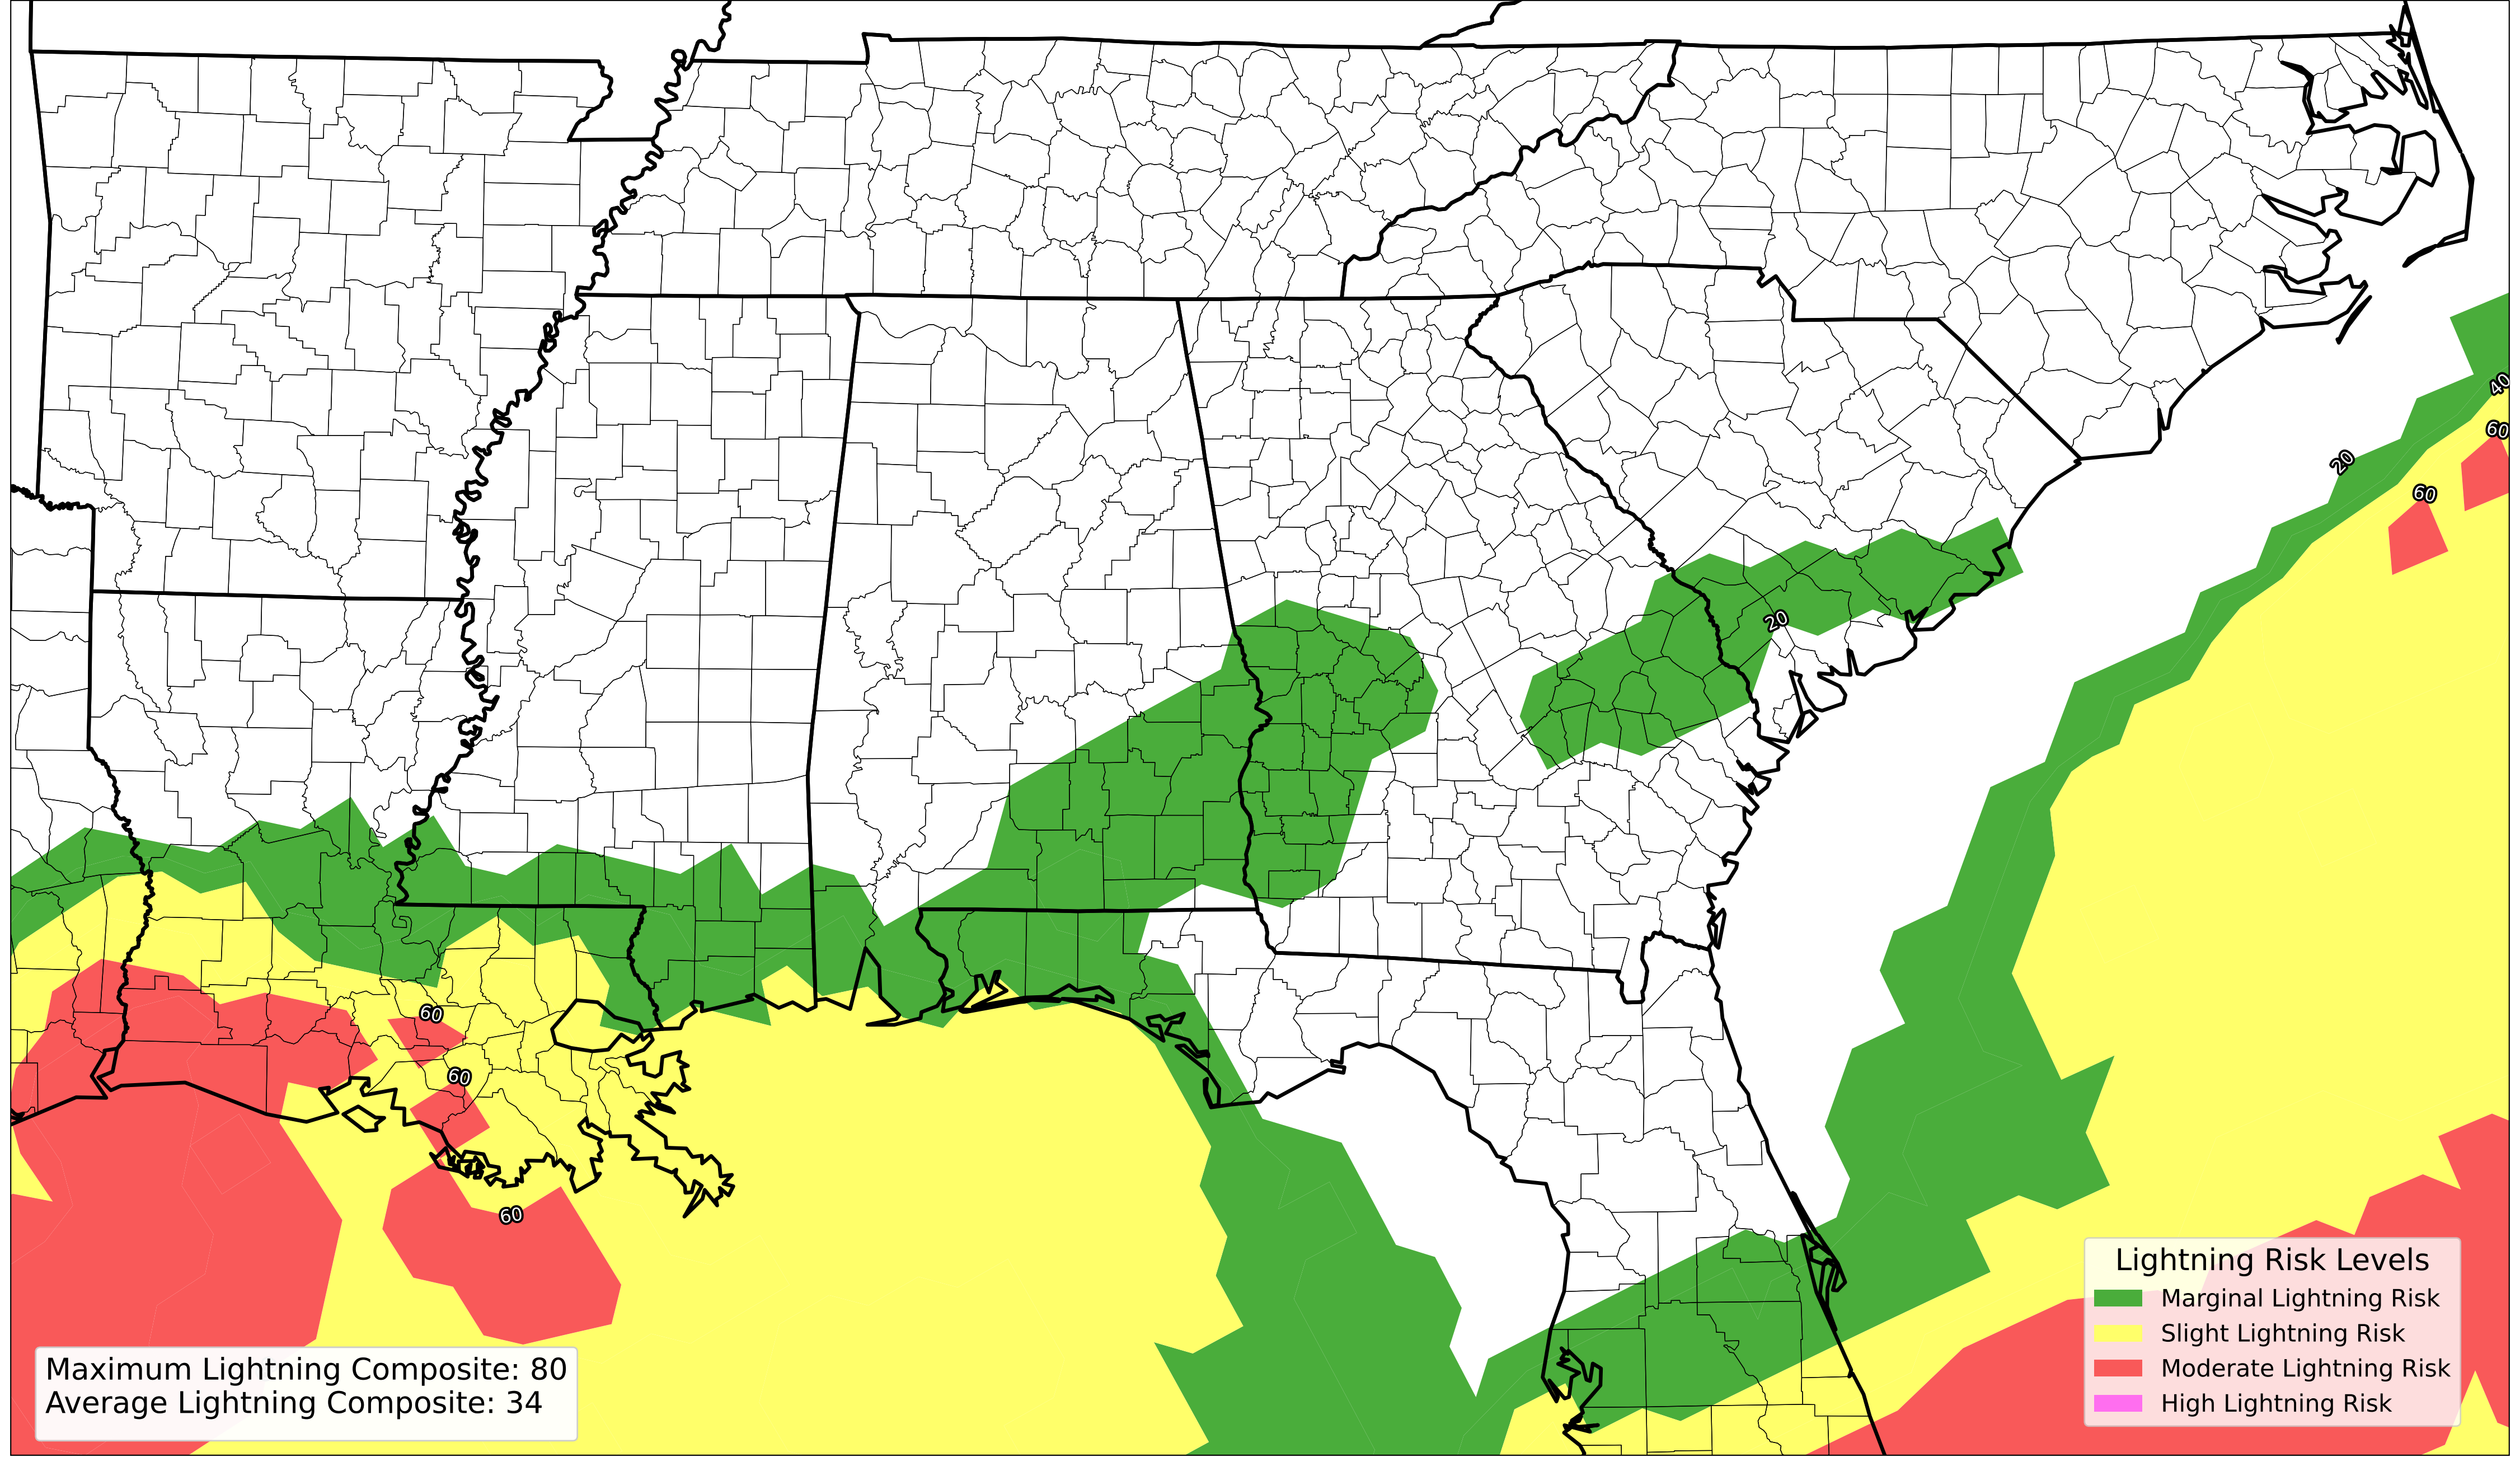 40
60
20
60
20
60
60
60
Lightning Risk Levels
Marginal Lightning Risk
Slight Lightning Risk
Moderate Lightning Risk
High Lightning Risk
Maximum Lightning Composite: 80
Average Lightning Composite: 34